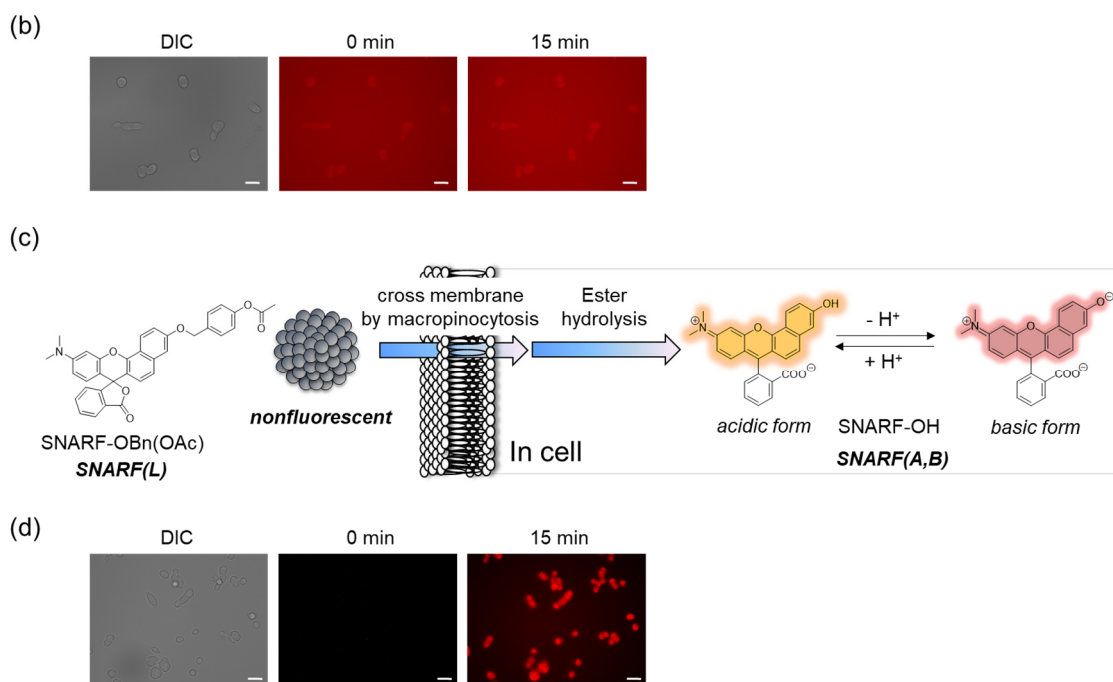 (b)
DIC
0 min
15 min
(c)
cross membrane
by macropinocytosis
Ester
hydrolysis
N
O
O
O
O
O
O
nonfluorescent
In cell
SNARF-OBn(OAc)
SNARF(L)
N
⊕
O
OH
COO
⊖
acidic form
- H⁺
+ H⁺
SNARF-OH
SNARF(A,B)
N
⊕
O
O
⊖
COO
⊖
basic form
(d)
DIC
0 min
15 min